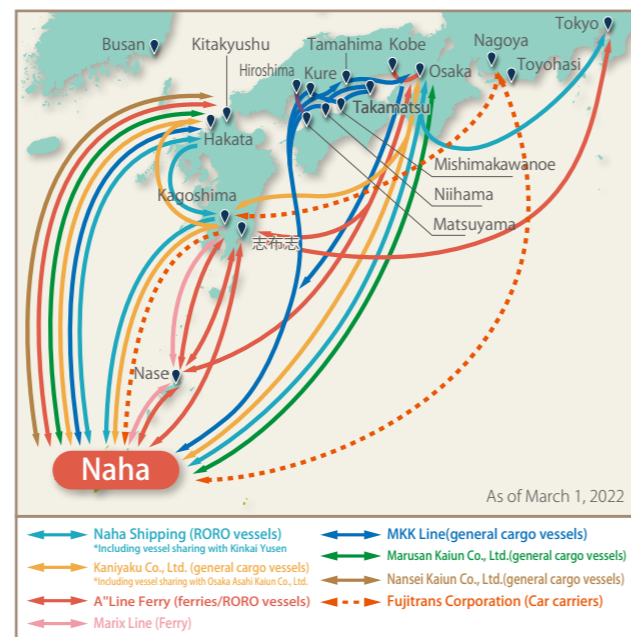 Tokyo
Busan
Kitakyushu
Tamahima
Kobe
Nagoya
Hiroshima
Kure
Osaka
Toyohasi
Takamatsu
Hakata
Mishimakawanoe
Niihama
Kagoshima
Matsuyama
志布志
Nase
Naha
As of March 1, 2022
Naha Shipping (RORO vessels)
*Including vessel sharing with Kinkai Yusen
Kaniyaku Co., Ltd. (general cargo vessels)
*Including vessel sharing with Osaka Asahi Kaiun Co., Ltd.
A"Line Ferry (ferries/RORO vessels)
Marix Line (Ferry)
MKK Line(general cargo vessels)
Marusan Kaiun Co., Ltd.(general cargo vessels)
Nansei Kaiun Co., Ltd.(general cargo vessels)
Fujitrans Corporation (Car carriers)